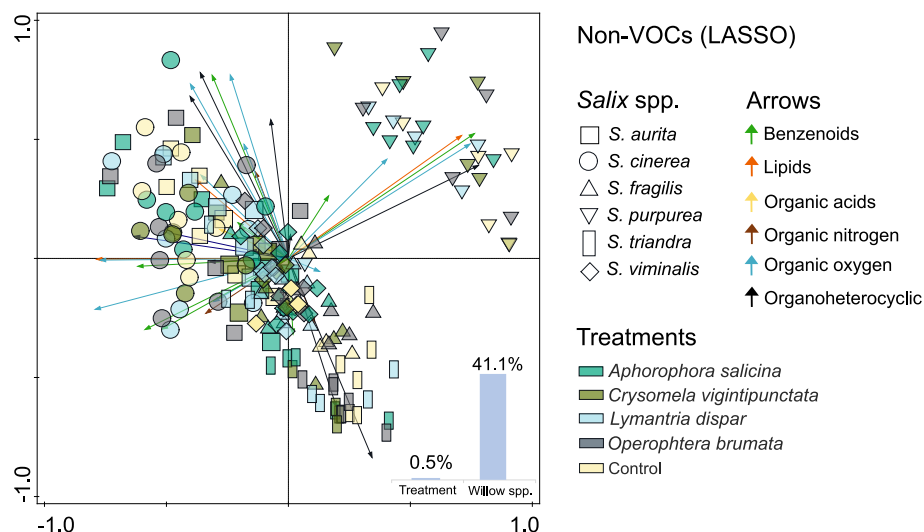 1.0
-1.0
-1.0
1.0
41.1%
0.5%
Treatment
Willow spp.
Non-VOCs (LASSO)
Salix spp.
S. aurita
S. cinerea
S. fragilis
S. purpurea
S. triandra
S. viminalis
Arrows
Benzenoids
Lipids
Organic acids
Organic nitrogen
Organic oxygen
Organoheterocyclic
Treatments
Aphorophora salicina
Crysomela vigintipunctata
Lymantria dispar
Operophtera brumata
Control